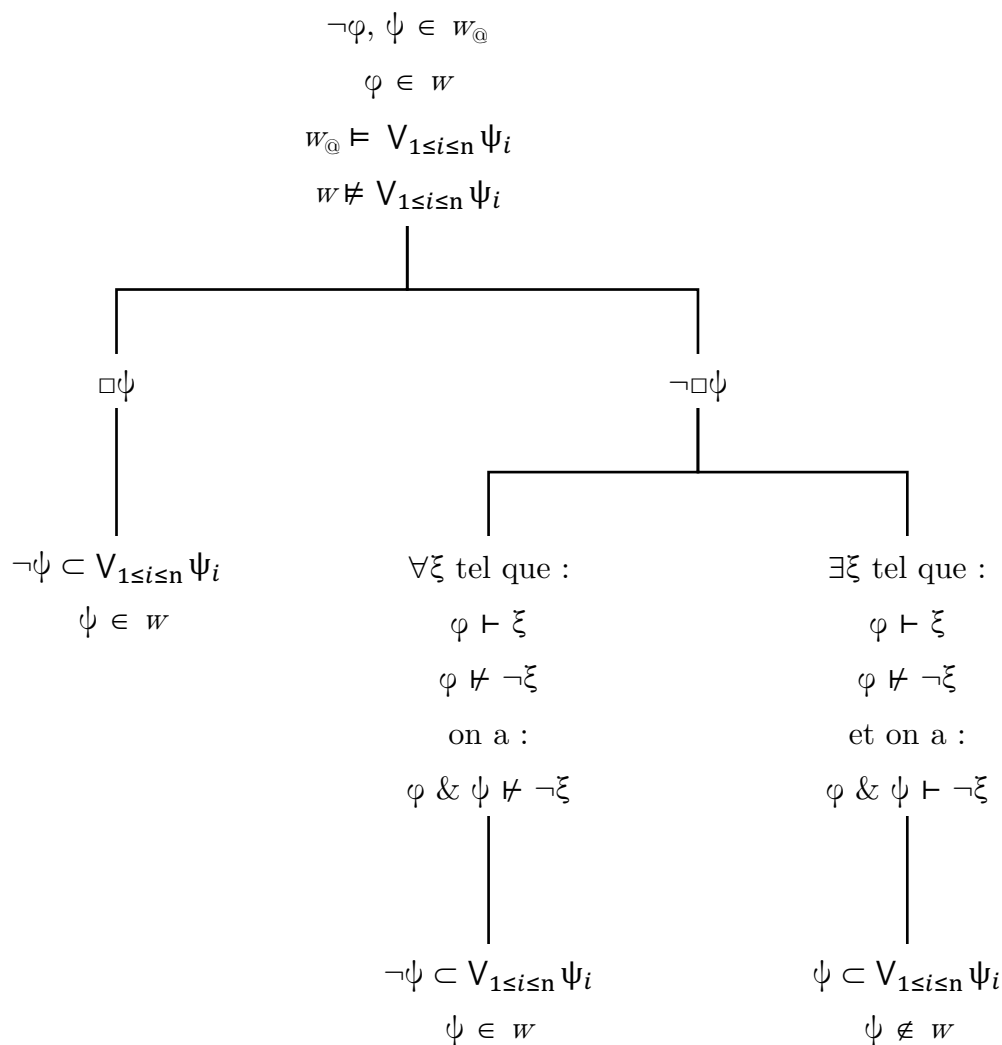 ¬φ, ψ ∈ w@
φ ∈ w
w@ ⊨ ⋁1≤i≤n ψi
w ⊭ ⋁1≤i≤n ψi
□ψ
¬□ψ
¬ψ ⊂ ⋁1≤i≤n ψi
ψ ∈ w
∀ξ tel que :
φ ⊢ ξ
φ ⊬ ¬ξ
on a :
φ & ψ ⊬ ¬ξ
¬ψ ⊂ ⋁1≤i≤n ψi
ψ ∈ w
∃ξ tel que :
φ ⊢ ξ
φ ⊬ ¬ξ
et on a :
φ & ψ ⊢ ¬ξ
ψ ⊂ ⋁1≤i≤n ψi
ψ ∉ w